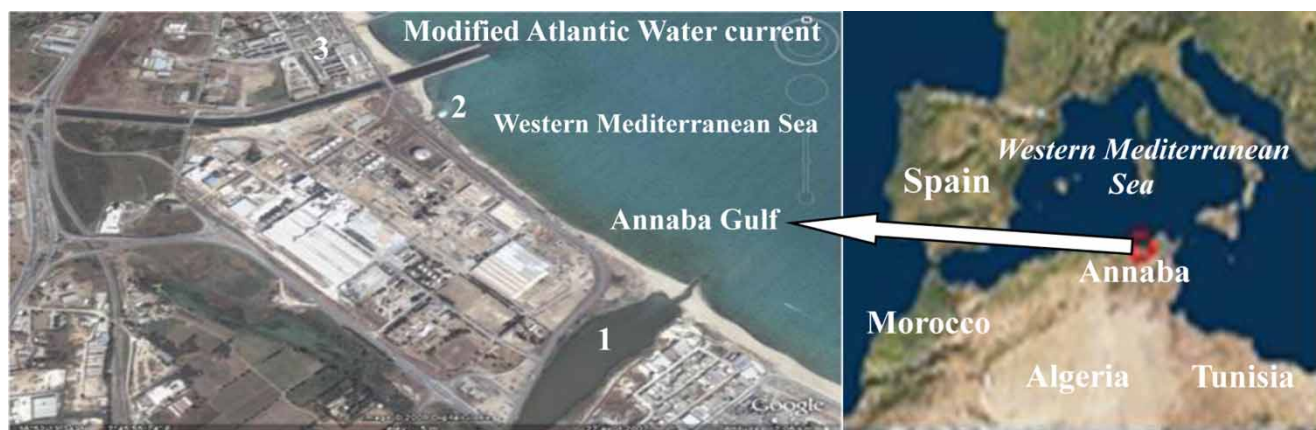 3
Modified Atlantic Water current
2
Western Mediterranean Sea
Annaba Gulf
1
Google
Western Mediterranean
Sea
Spain
Annaba
Morocco
Algeria
Tunisia